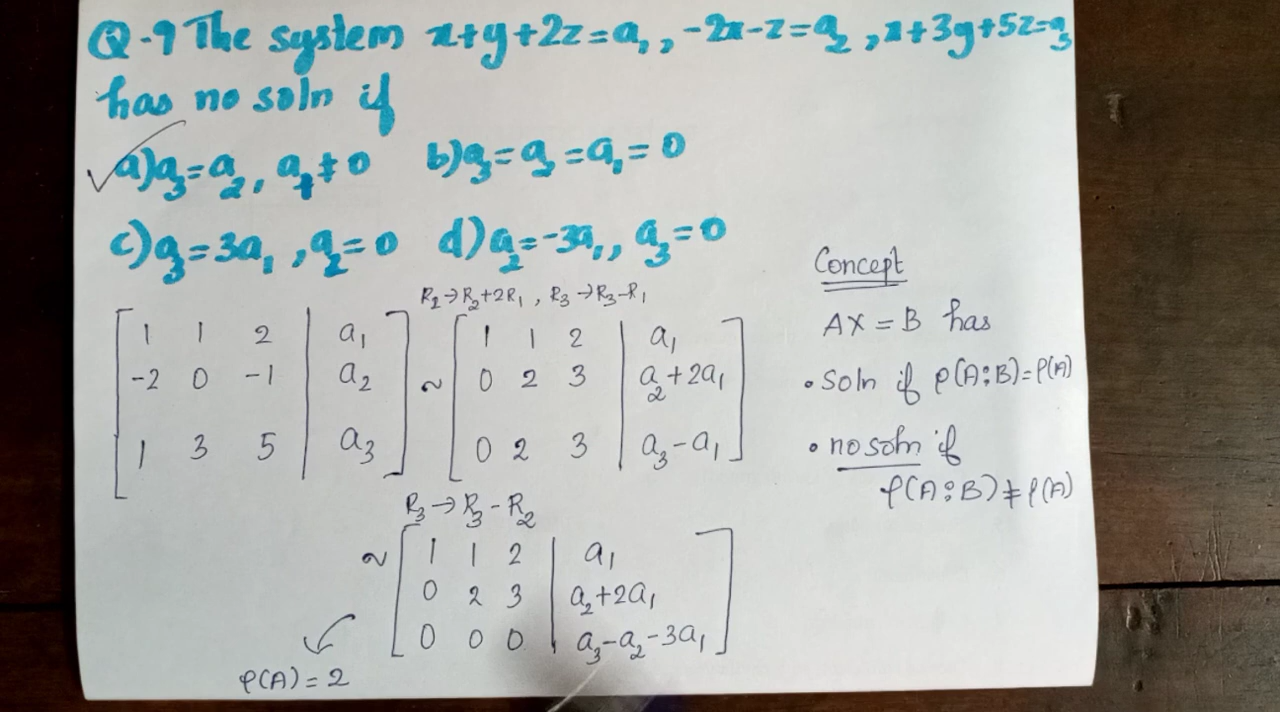 Q-9 The system x+y+2z=a₁, -2x-z=a₂, x+3y+5z=a₃
has no soln if
✓a) a₃=a₂, a₁≠0 b) a₃=a₂=a₁=0
c) a₃=3a₁, a₂=0 d) a₂=-3a₁, a₃=0
R₂→R₂+2R₁, R₃→R₃-R₁
[1 1 2 | a₁] [1 1 2 | a₁]
[-2 0 -1 | a₂] ~ [0 2 3 | a₂+2a₁]
[1 3 5 | a₃] [0 2 3 | a₃-a₁]
R₃→R₃-R₂
~ [1 1 2 | a₁]
[0 2 3 | a₂+2a₁]
[0 0 0 | a₃-a₂-3a₁]
ρ(A)=2
Concept
AX=B has
• soln if ρ(A:B)=ρ(A)
• no soln if
ρ(A:B)≠ρ(A)